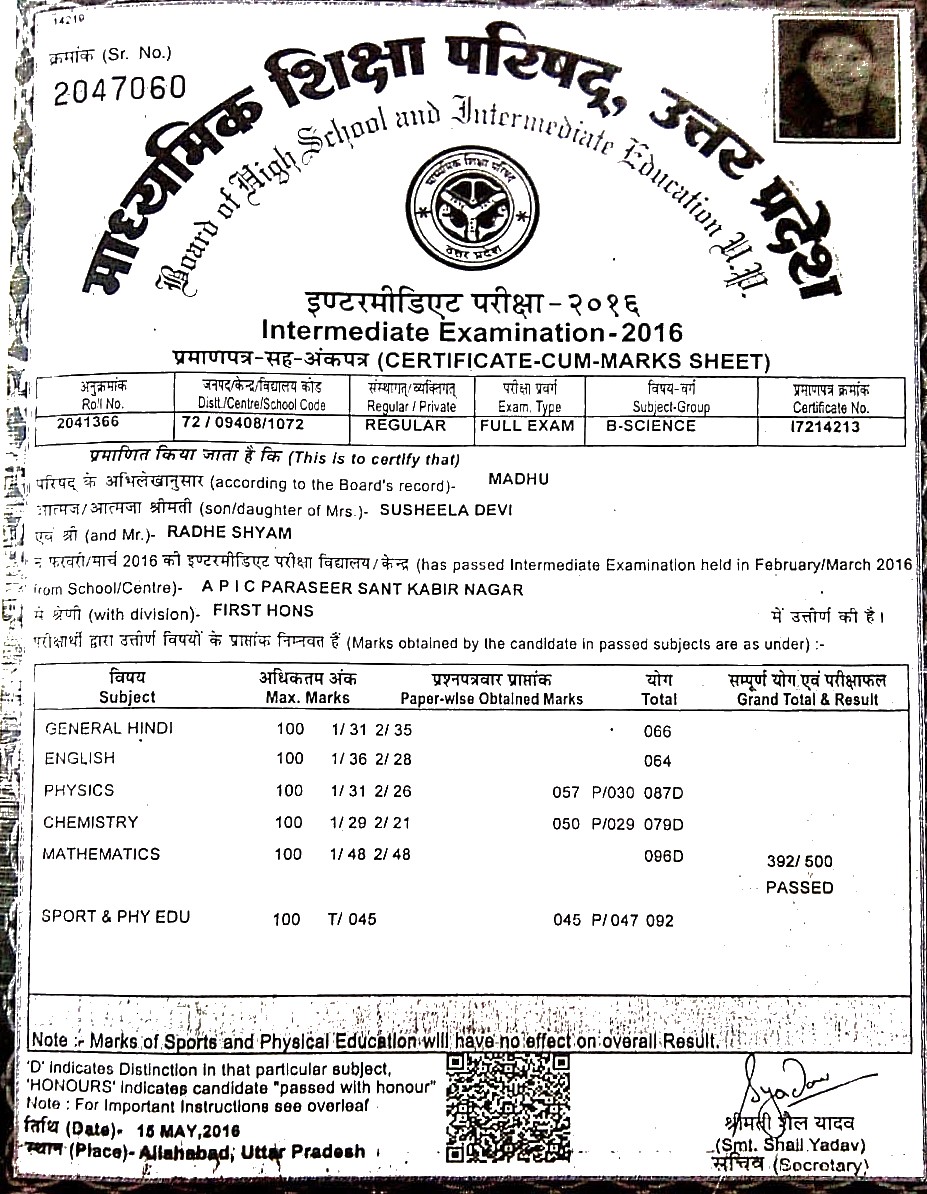 14219
क्रमांक (Sr. No.)
2047060
माध्यमिक शिक्षा परिषद्, उत्तर प्रदेश
Board of High School and Intermediate Education U.P.
माध्यमिक शिक्षा परिषद
उत्तर प्रदेश
इण्टरमीडिएट परीक्षा-२०१६
Intermediate Examination-2016
प्रमाणपत्र-सह-अंकपत्र (CERTIFICATE-CUM-MARKS SHEET)
अनुक्रमांक जनपद/केन्द्र/विद्यालय कोड संस्थागत/व्यक्तिगत् परीक्षा प्रवर्ग विषय-वर्ग प्रमाणपत्र क्रमांक
Roll No. Distt./Centre/School Code Regular / Private Exam. Type Subject-Group Certificate No.
2041366 72 / 09408/1072 REGULAR FULL EXAM B-SCIENCE I7214213
प्रमाणित किया जाता है कि (This is to certify that)
परिषद के अभिलेखानुसार (according to the Board's record)- MADHU
आत्मज/आत्मजा श्रीमती (son/daughter of Mrs.)- SUSHEELA DEVI
एवं श्री (and Mr.)- RADHE SHYAM
ने फरवरी/मार्च 2016 की इण्टरमीडिएट परीक्षा विद्यालय/केन्द्र (has passed Intermediate Examination held in February/March 2016
from School/Centre)- A P I C PARASEER SANT KABIR NAGAR
में श्रेणी (with division)- FIRST HONS में उत्तीर्ण की है।
परीक्षार्थी द्वारा उत्तीर्ण विषयों के प्राप्तांक निम्नवत हैं (Marks obtained by the candidate in passed subjects are as under) :-
विषय अधिकतम अंक प्रश्नपत्रवार प्राप्तांक योग सम्पूर्ण योग एवं परीक्षाफल
Subject Max. Marks Paper-wise Obtained Marks Total Grand Total & Result
GENERAL HINDI 100 1/ 31 2/ 35 066
ENGLISH 100 1/ 36 2/ 28 064
PHYSICS 100 1/ 31 2/ 26 057 P/030 087D
CHEMISTRY 100 1/ 29 2/ 21 050 P/029 079D
MATHEMATICS 100 1/ 48 2/ 48 096D 392/ 500
PASSED
SPORT & PHY EDU 100 T/ 045 045 P/ 047 092
Note :- Marks of Sports and Physical Education will have no effect on overall Result.
'D' indicates Distinction in that particular subject,
'HONOURS' indicates candidate "passed with honour"
Note : For Important Instructions see overleaf
तिथि (Date)- 15 MAY,2016
स्थान (Place)- Allahabad, Uttar Pradesh
Syadav
श्रीमती शैल यादव
(Smt. Shail Yadav)
सचिव (Secretary)